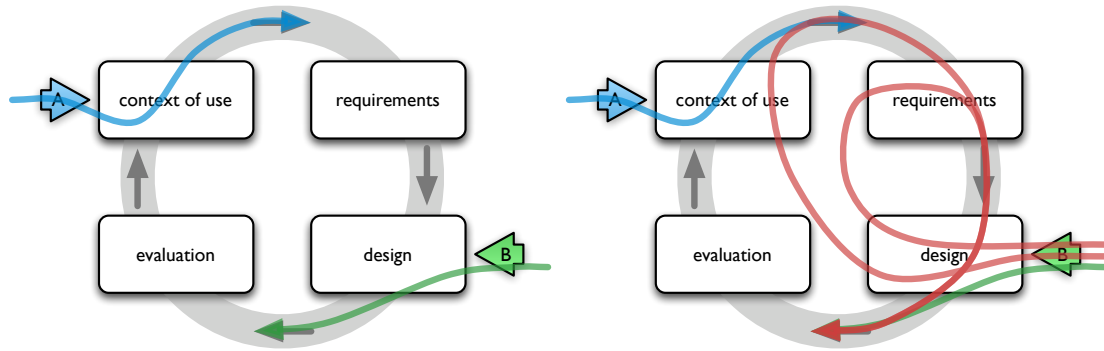 context of use
requirements
A
evaluation
design
B
context of use
requirements
A
evaluation
design
B